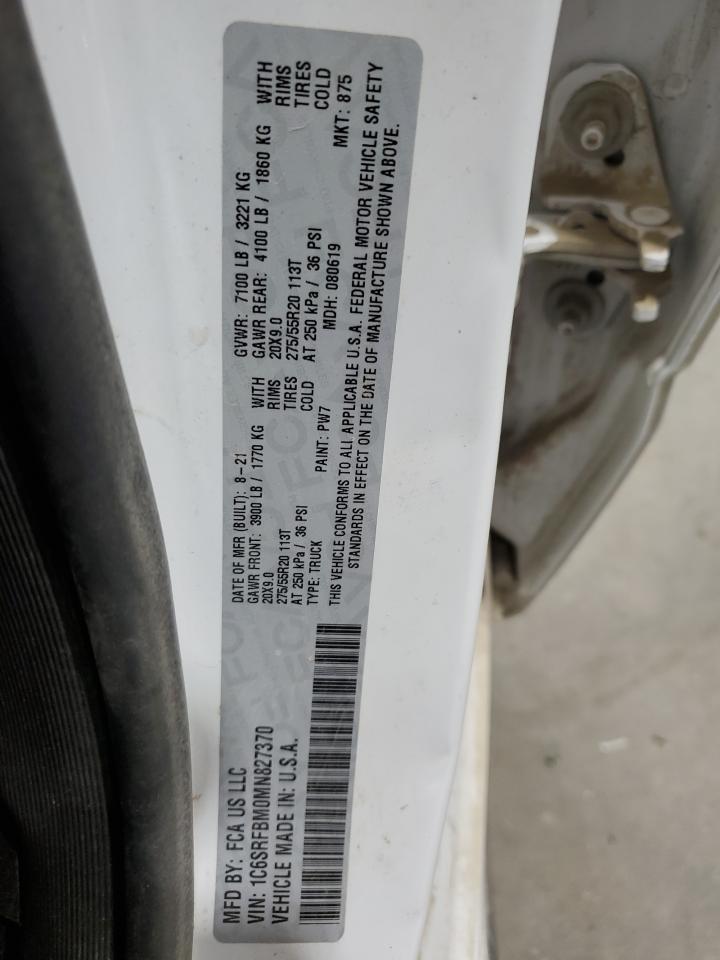 MFD BY: FCA US LLC
VIN: 1C6SRFBM0MN827370
VEHICLE MADE IN: U.S.A.
DATE OF MFR (BUILT): 8-21
GAWR FRONT: 3900 LB / 1770 KG WITH
20X9.0 RIMS
275/55R20 113T TIRES
AT 250 kPa / 36 PSI COLD
TYPE: TRUCK PAINT: PW7
GVWR: 7100 LB / 3221 KG
GAWR REAR: 4100 LB / 1860 KG WITH
20X9.0 RIMS
275/55R20 113T TIRES
AT 250 kPa / 36 PSI COLD
MDH: 080619 MKT: 875
THIS VEHICLE CONFORMS TO ALL APPLICABLE U.S.A. FEDERAL MOTOR VEHICLE SAFETY
STANDARDS IN EFFECT ON THE DATE OF MANUFACTURE SHOWN ABOVE.